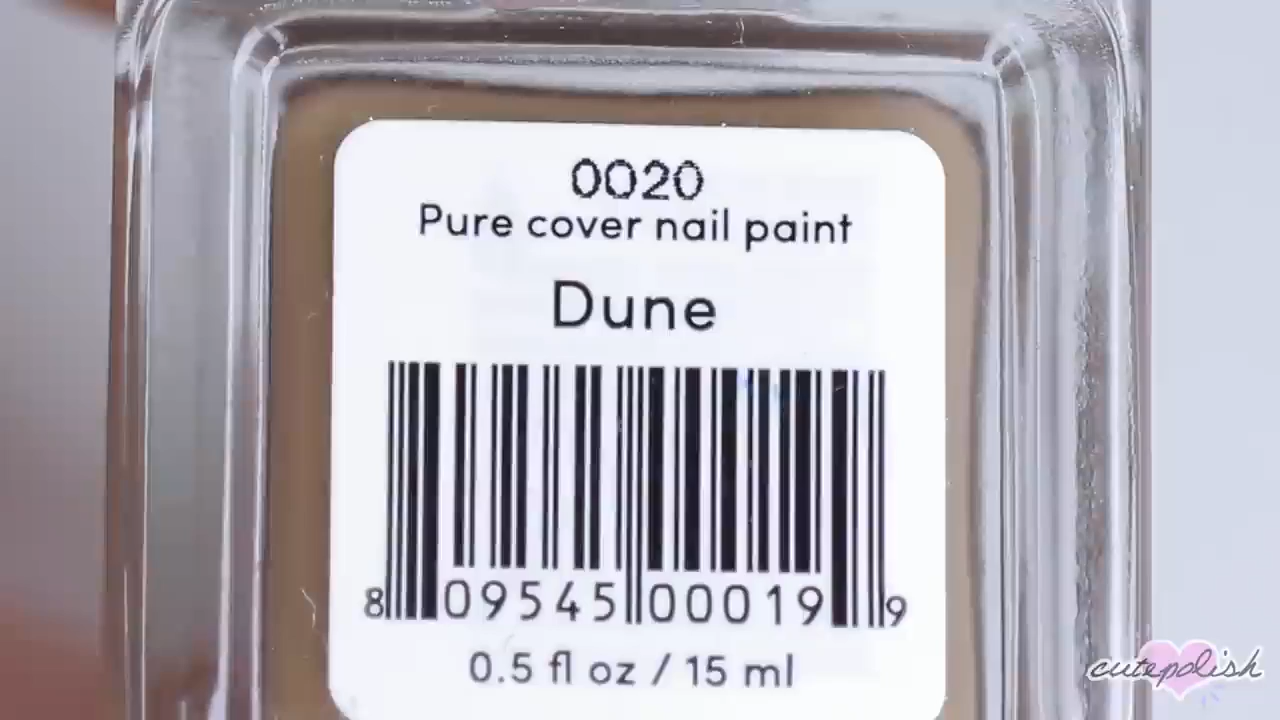 0020
Pure cover nail paint
Dune
8 09545 00019 9
0.5 fl oz / 15 ml
cutepolish